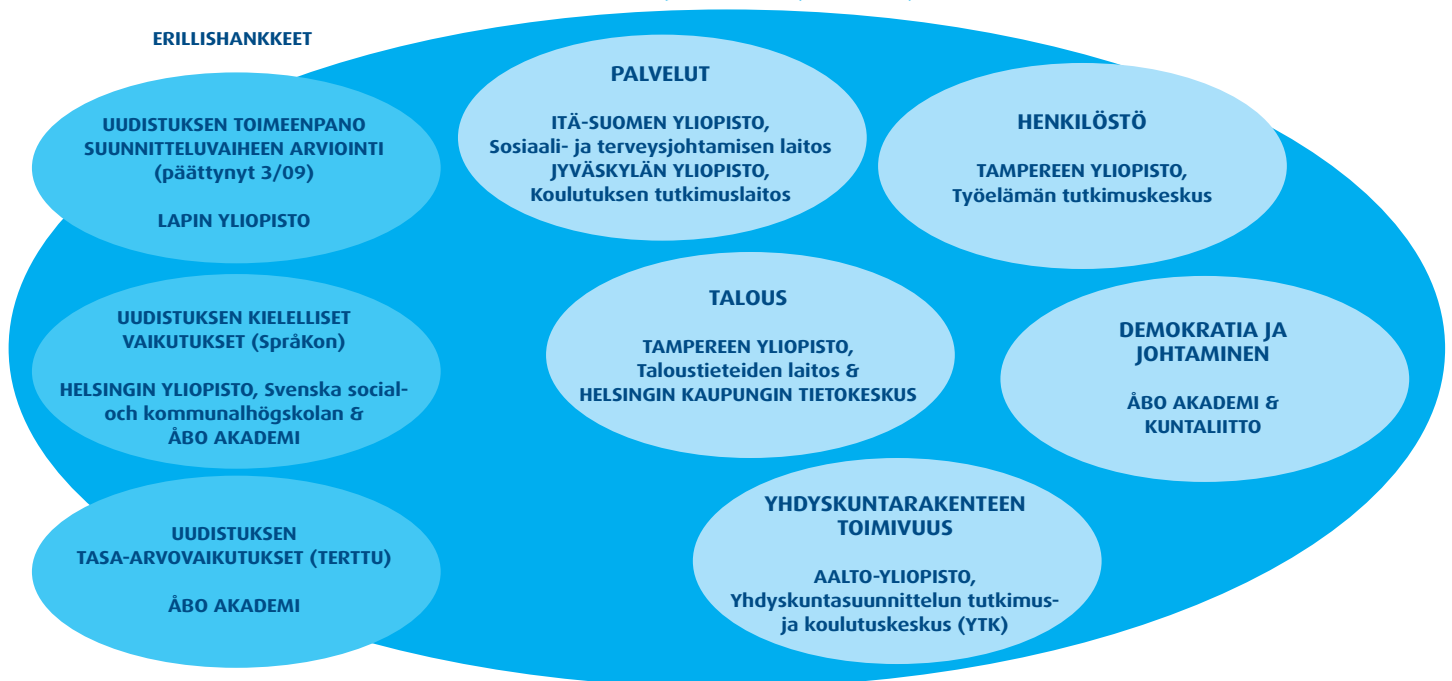 ERILLISHANKKEET
UUDISTUKSEN TOIMEENPANO
SUUNNITTELUVAIHEEN ARVIOINTI
(päättynyt 3/09)
LAPIN YLIOPISTO
UUDISTUKSEN KIELELLISET
VAIKUTUKSET (SpråKon)
HELSINGIN YLIOPISTO, Svenska social-
och kommunalhögskolan &
ÅBO AKADEMI
UUDISTUKSEN
TASA-ARVOVAIKUTUKSET (TERTTU)
ÅBO AKADEMI
PALVELUT
ITÄ-SUOMEN YLIOPISTO,
Sosiaali- ja terveysjohtamisen laitos
JYVÄSKYLÄN YLIOPISTO,
Koulutuksen tutkimuslaitos
HENKILÖSTÖ
TAMPEREEN YLIOPISTO,
Työelämän tutkimuskeskus
TALOUS
TAMPEREEN YLIOPISTO,
Taloustieteiden laitos &
HELSINGIN KAUPUNGIN TIETOKESKUS
DEMOKRATIA JA
JOHTAMINEN
ÅBO AKADEMI &
KUNTALIITTO
YHDYSKUNTARAKENTEEN
TOIMIVUUS
AALTO-YLIOPISTO,
Yhdyskuntasuunnittelun tutkimus-
ja koulutuskeskus (YTK)